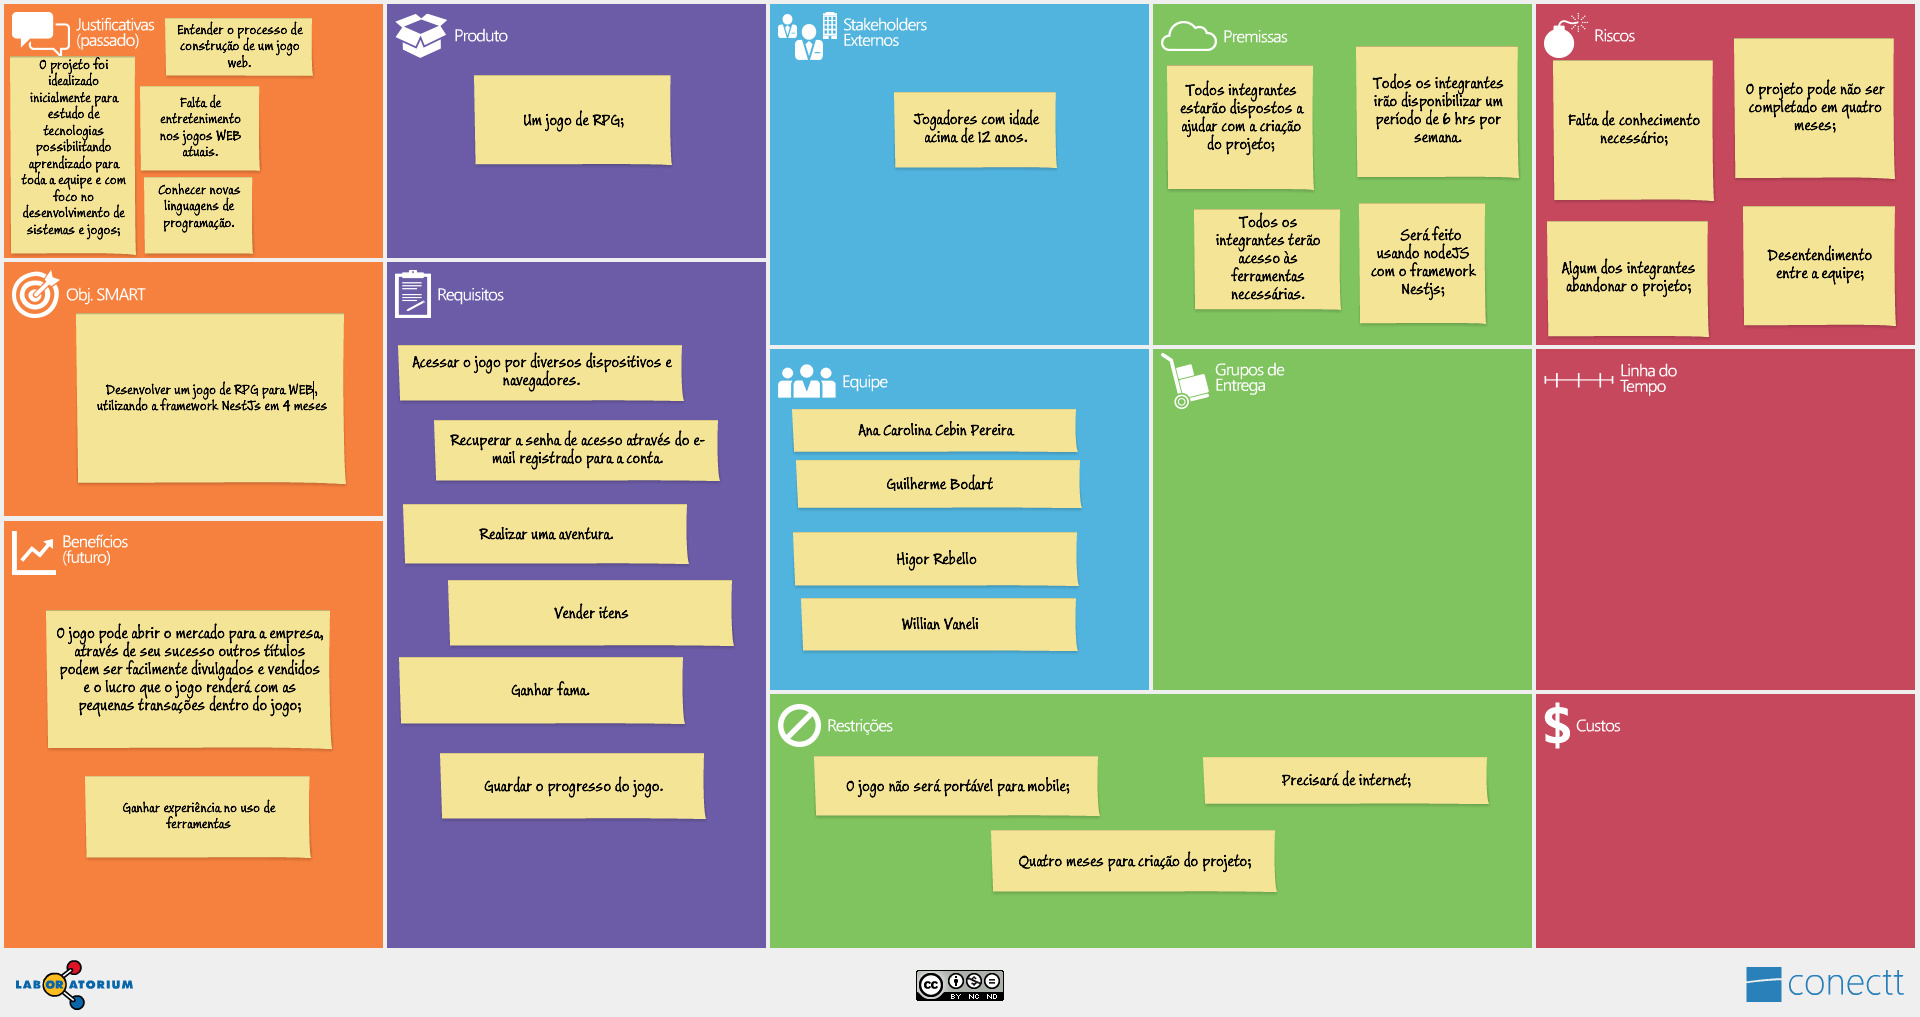 Justificativas
(passado)
Entender o processo de
construção de um jogo
web.
O projeto foi
idealizado
inicialmente para
estudo de
tecnologias
possibilitando
aprendizado para
toda a equipe e com
foco no
desenvolvimento de
sistemas e jogos;
Falta de
entretenimento
nos jogos WEB
atuais.
Conhecer novas
linguagens de
programação.
Obj. SMART
Desenvolver um jogo de RPG para WEB,
utilizando a framework NestJs em 4 meses
Benefícios
(futuro)
O jogo pode abrir o mercado para a empresa,
através de seu sucesso outros títulos
podem ser facilmente divulgados e vendidos
e o lucro que o jogo renderá com as
pequenas transações dentro do jogo;
Ganhar experiência no uso de
ferramentas
Produto
Um jogo de RPG;
Requisitos
Acessar o jogo por diversos dispositivos e
navegadores.
Recuperar a senha de acesso através do e-
mail registrado para a conta.
Realizar uma aventura.
Vender itens
Ganhar fama.
Guardar o progresso do jogo.
Stakeholders
Externos
Jogadores com idade
acima de 12 anos.
Equipe
Ana Carolina Cebin Pereira
Guilherme Bodart
Higor Rebello
Willian Vaneli
Premissas
Todos integrantes
estarão dispostos a
ajudar com a criação
do projeto;
Todos os integrantes
irão disponibilizar um
período de 6 hrs por
semana.
Todos os
integrantes terão
acesso às
ferramentas
necessárias.
Será feito
usando nodeJS
com o framework
Nestjs;
Grupos de
Entrega
Restrições
O jogo não será portável para mobile;
Precisará de internet;
Quatro meses para criação do projeto;
Riscos
Falta de conhecimento
necessário;
O projeto pode não ser
completado em quatro
meses;
Algum dos integrantes
abandonar o projeto;
Desentendimento
entre a equipe;
Linha do
Tempo
$ Custos
LABORATORIUM
cc
BY NC ND
conectt